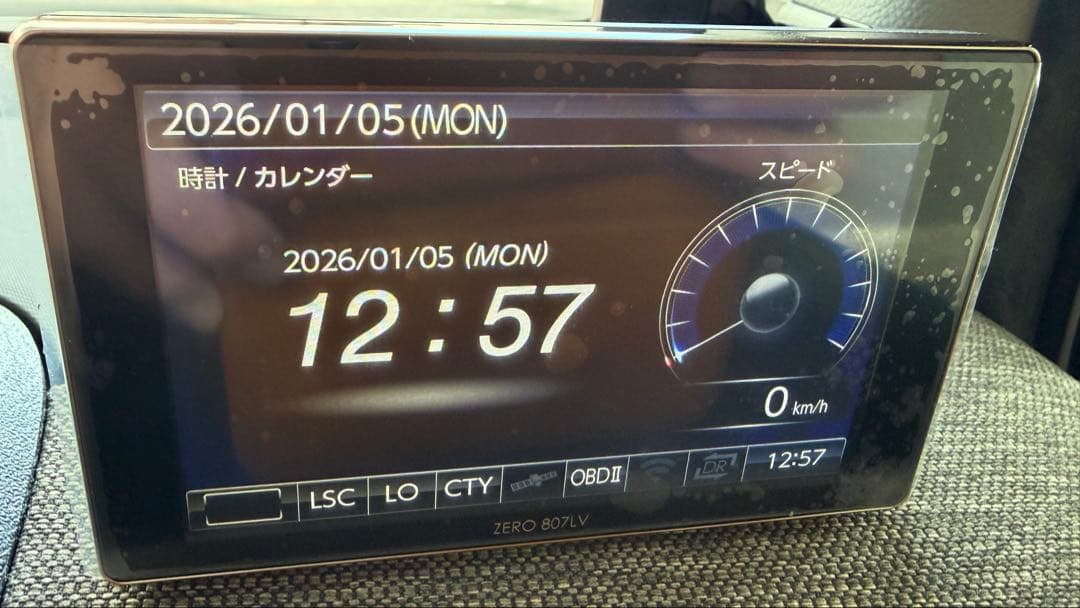 2026/01/05(MON)
時計 / カレンダー
スピード
2026/01/05 (MON)
12:57
0 km/h
LSC LO CTY OBDⅡ DR 12:57
ZERO 807LV